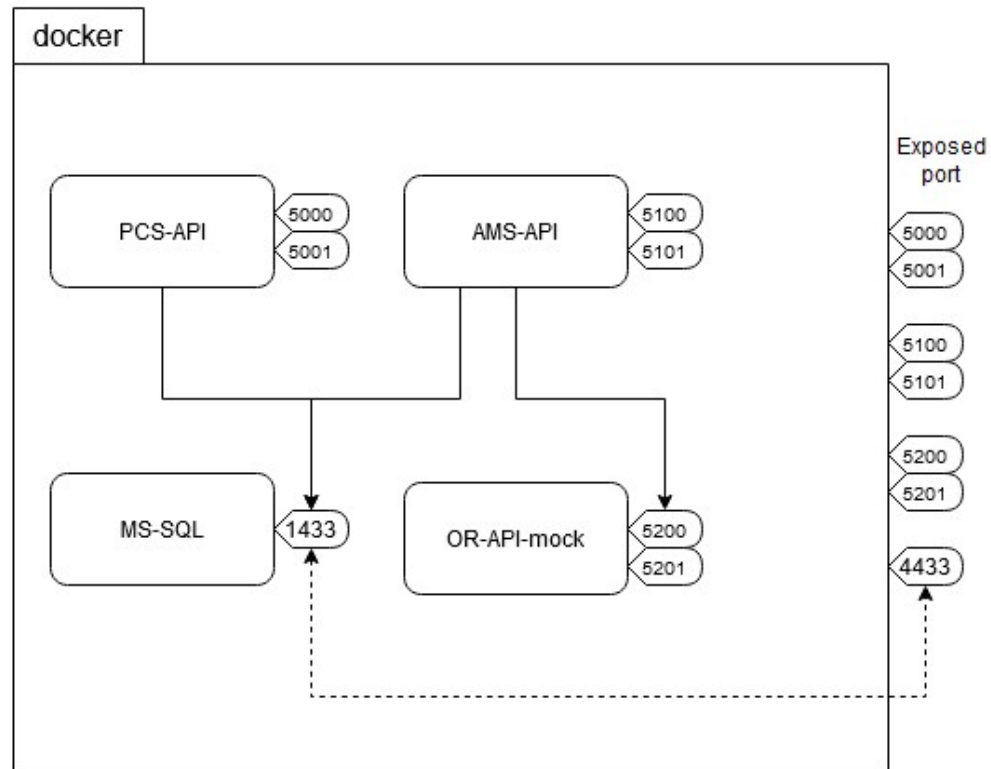 docker
Exposed
port
PCS-API
5000
5001
AMS-API
5100
5101
5000
5001
5100
5101
5200
5201
MS-SQL
1433
OR-API-mock
5200
5201
4433